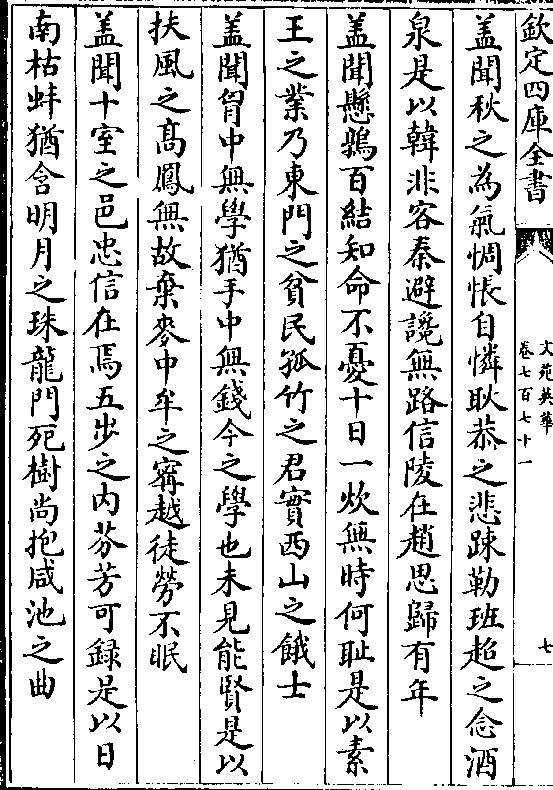 欽定四庫全書
文苑英華
卷七百七十一
七
蓋聞秋之為氣惆悵自憐耿恭之悲踈勒班超之念酒
泉是以韓非客秦避讒無路信陵在趙思歸有年
蓋聞懸鶉百結知命不憂十日一炊無時何耻是以素
王之業乃東門之貧民孤竹之君實西山之餓士
蓋聞胷中無學猶手中無錢今之學也未見能賢是以
扶風之髙鳳無故棄麥中牟之甯越徒勞不眠
蓋聞十室之邑忠信在焉五步之内芬芳可録是以日
南枯蚌猶含明月之珠龍門死樹尚抱咸池之曲